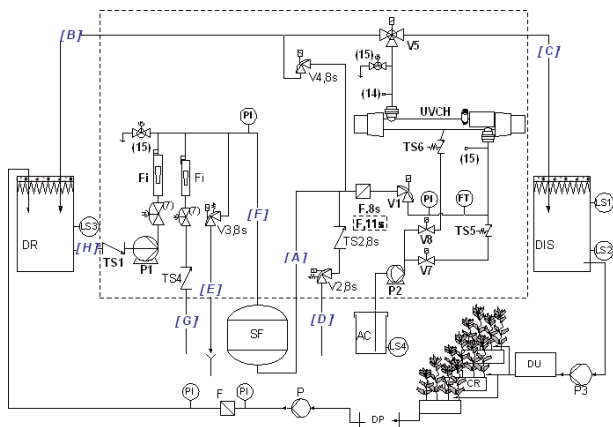 [B]
V5
[C]
(15)
V4,8s
(14)
PI
UVCH
(15)
TS6
(15)
Fi
Fi
F,8s
F,11s
V1
PI
FT
LS1
DR
LS3
(7)
(7)
V3,8s
[F]
TS2,8s
V8
TS5
DIS
LS2
[H]
TS1
P1
TS4
[E]
[A]
V2,8s
P2
V7
[G]
[D]
SF
AC
LS4
DU
CR
P3
PI
F
PI
P
DP